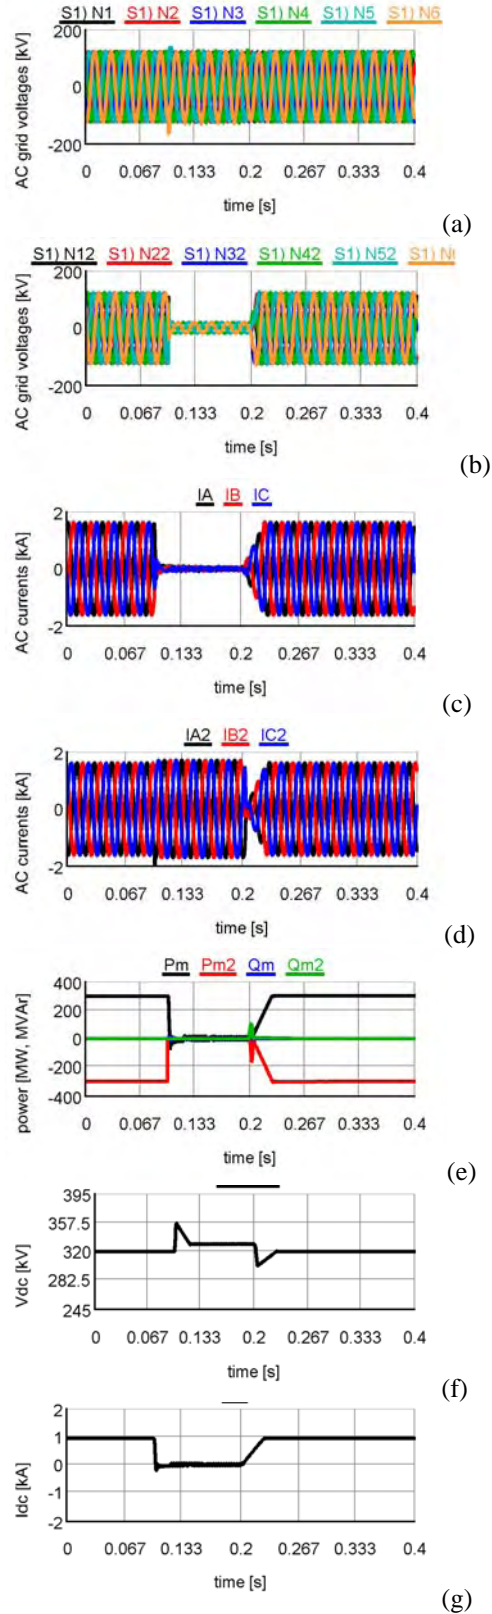 S1) N1 S1) N2 S1) N3 S1) N4 S1) N5 S1) N6
AC grid voltages [kV]
200
0
-200
0 0.067 0.133 0.2 0.267 0.333 0.4
time [s]
(a)
S1) N12 S1) N22 S1) N32 S1) N42 S1) N52
AC grid voltages [kV]
200
0
-200
0 0.067 0.133 0.2 0.267 0.333 0.4
time [s]
(b)
IA IB IC
AC currents [kA]
2
0
-2
0 0.067 0.133 0.2 0.267 0.333 0.4
time [s]
(c)
IA2 IB2 IC2
AC currents [kA]
2
0
-2
0 0.067 0.133 0.2 0.267 0.333 0.4
time [s]
(d)
Pm Pm2 Qm Qm2
power [MW, MVAr]
400
200
0
-200
-400
0 0.067 0.133 0.2 0.267 0.333 0.4
time [s]
(e)
Vdc [kV]
395
357.5
320
282.5
245
0 0.067 0.133 0.2 0.267 0.333 0.4
time [s]
(f)
Idc [kA]
2
1
0
-1
-2
0 0.067 0.133 0.2 0.267 0.333 0.4
time [s]
(g)